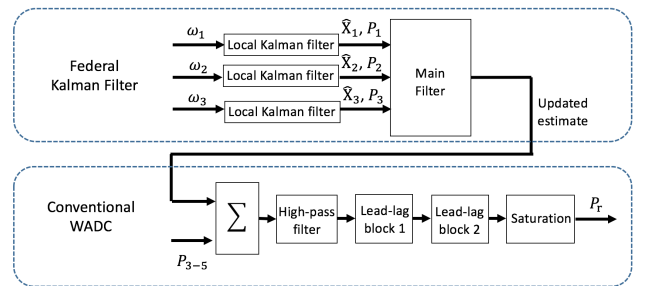 Federal
Kalman Filter
ω₁
Local Kalman filter
X̂₁, P₁
ω₂
Local Kalman filter
X̂₂, P₂
ω₃
Local Kalman filter
X̂₃, P₃
Main
Filter
Updated
estimate
Conventional
WADC
P₃₋₅
∑
High-pass
filter
Lead-lag
block 1
Lead-lag
block 2
Saturation
Pᵣ